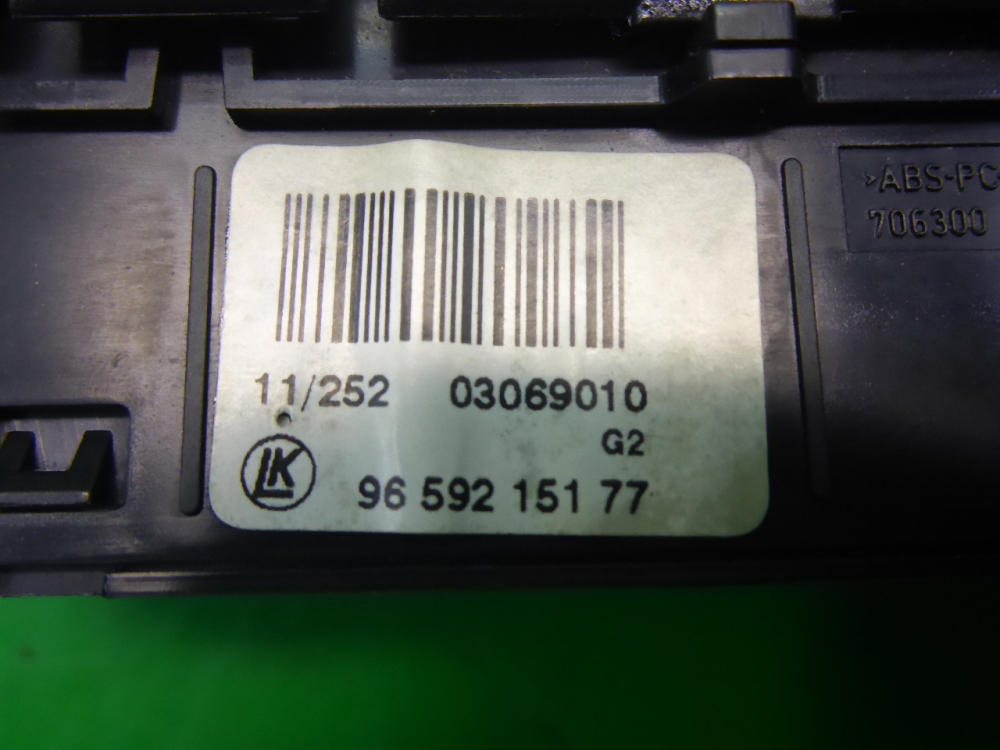 >ABS-PC
706300
11/252 03069010
G2
LK
96 592 151 77